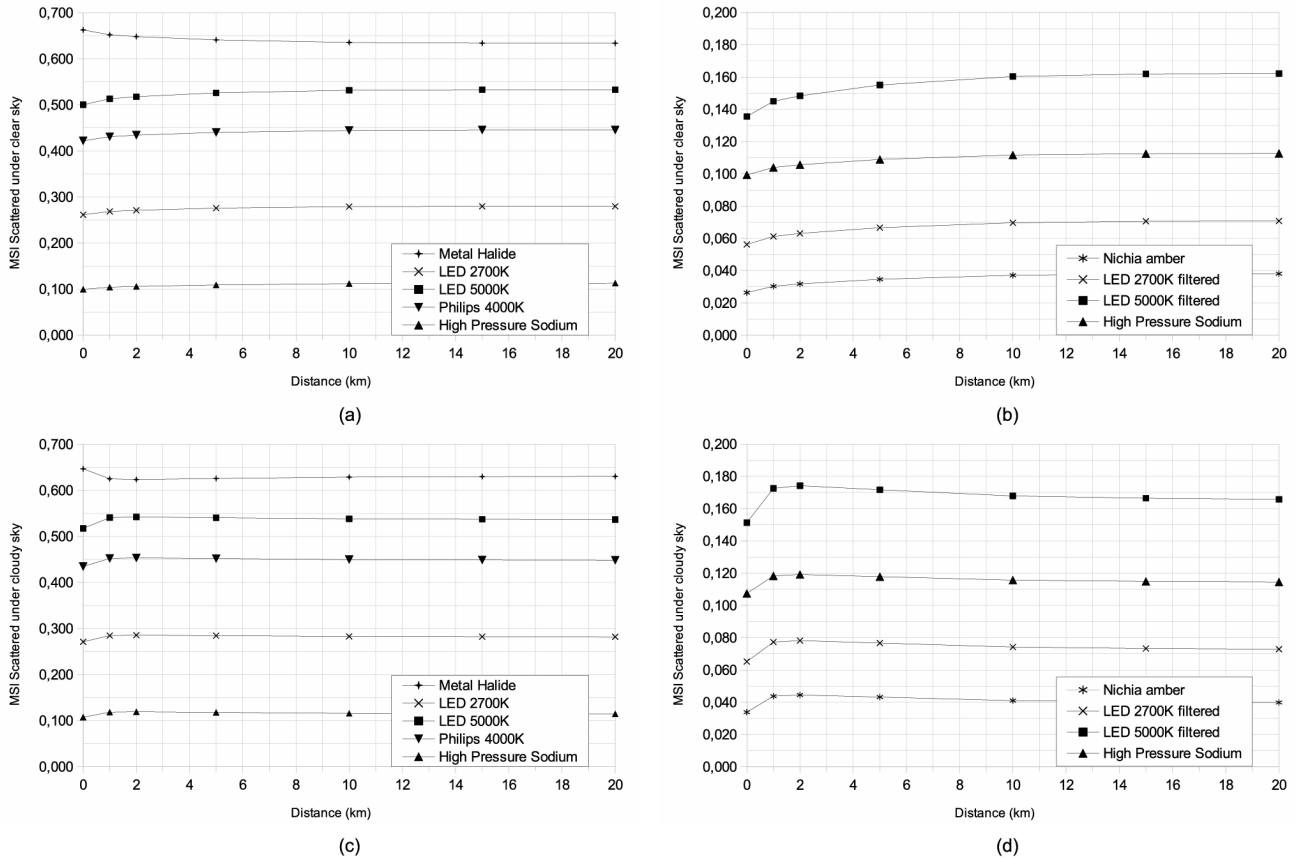 MSI Scattered under clear sky
0,700
0,600
0,500
0,400
0,300
0,200
0,100
0,000
0 2 4 6 8 10 12 14 16 18 20
Distance (km)
Metal Halide
LED 2700K
LED 5000K
Philips 4000K
High Pressure Sodium
(a)
MSI Scattered under clear sky
0,200
0,180
0,160
0,140
0,120
0,100
0,080
0,060
0,040
0,020
0,000
0 2 4 6 8 10 12 14 16 18 20
Distance (km)
Nichia amber
LED 2700K filtered
LED 5000K filtered
High Pressure Sodium
(b)
MSI Scattered under cloudy sky
0,700
0,600
0,500
0,400
0,300
0,200
0,100
0,000
0 2 4 6 8 10 12 14 16 18 20
Distance (km)
Metal Halide
LED 2700K
LED 5000K
Philips 4000K
High Pressure Sodium
(c)
MSI Scattered under cloudy sky
0,200
0,180
0,160
0,140
0,120
0,100
0,080
0,060
0,040
0,020
0,000
0 2 4 6 8 10 12 14 16 18 20
Distance (km)
Nichia amber
LED 2700K filtered
LED 5000K filtered
High Pressure Sodium
(d)